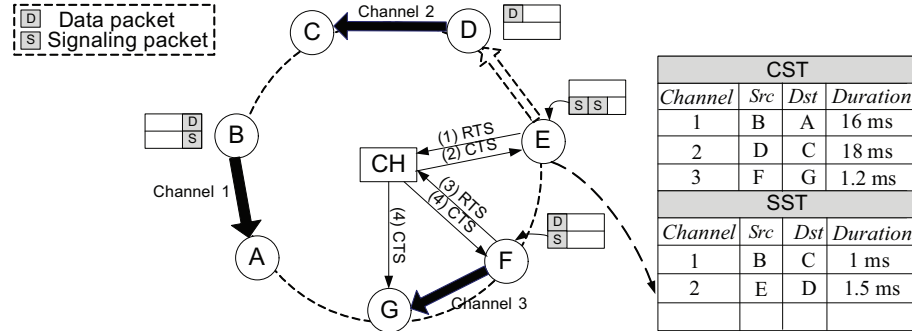 D Data packet
S Signaling packet
C
Channel 2
D
D
B
D
S
E
S S
(1) RTS
(2) CTS
CH
(3) RTS
(4) CTS
(4) CTS
Channel 1
A
D
S
F
G
Channel 3
CST
Channel Src Dst Duration
1 B A 16 ms
2 D C 18 ms
3 F G 1.2 ms
SST
Channel Src Dst Duration
1 B C 1 ms
2 E D 1.5 ms